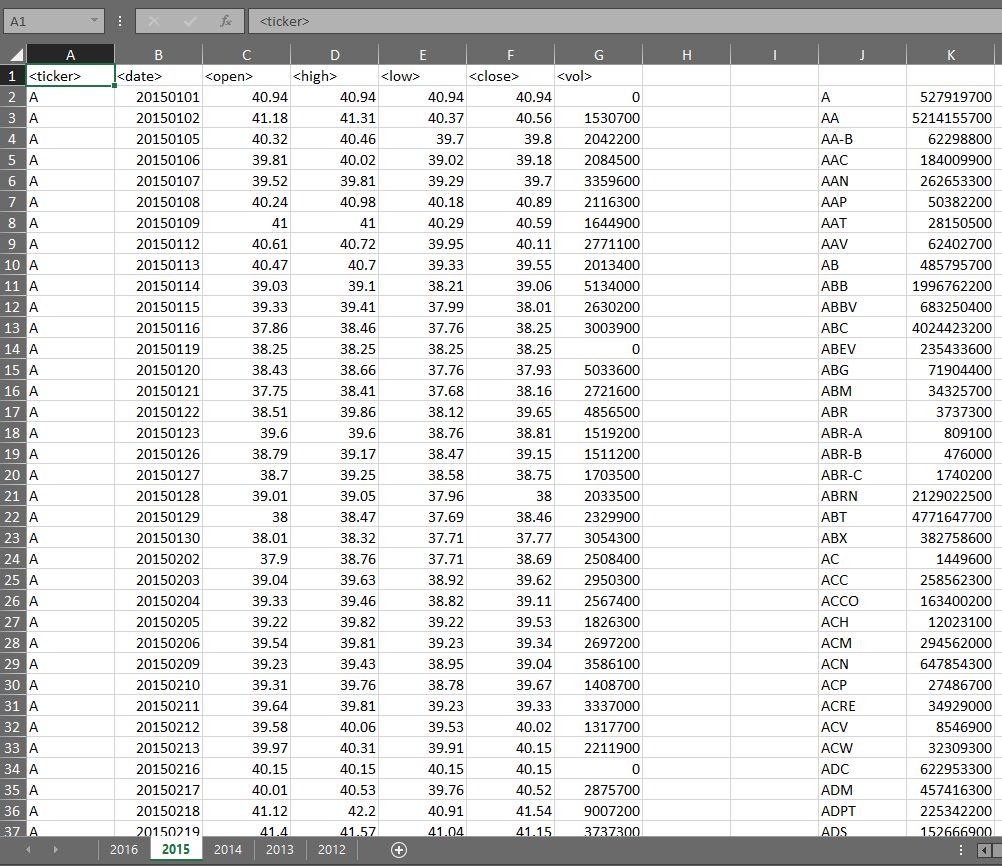 A1 fx <ticker>
A B C D E F G H I J K
1 <ticker> <date> <open> <high> <low> <close> <vol>
2 A 20150101 40.94 40.94 40.94 40.94 0 A 527919700
3 A 20150102 41.18 41.31 40.37 40.56 1530700 AA 5214155700
4 A 20150105 40.32 40.46 39.7 39.8 2042200 AA-B 62298800
5 A 20150106 39.81 40.02 39.02 39.18 2084500 AAC 184009900
6 A 20150107 39.52 39.81 39.29 39.7 3359600 AAN 262653300
7 A 20150108 40.24 40.98 40.18 40.89 2116300 AAP 50382200
8 A 20150109 41 41 40.29 40.59 1644900 AAT 28150500
9 A 20150112 40.61 40.72 39.95 40.11 2771100 AAV 62402700
10 A 20150113 40.47 40.7 39.33 39.55 2013400 AB 485795700
11 A 20150114 39.03 39.1 38.21 39.06 5134000 ABB 1996762200
12 A 20150115 39.33 39.41 37.99 38.01 2630200 ABBV 683250400
13 A 20150116 37.86 38.46 37.76 38.25 3003900 ABC 4024423200
14 A 20150119 38.25 38.25 38.25 38.25 0 ABEV 235433600
15 A 20150120 38.43 38.66 37.76 37.93 5033600 ABG 71904400
16 A 20150121 37.75 38.41 37.68 38.16 2721600 ABM 34325700
17 A 20150122 38.51 39.86 38.12 39.65 4856500 ABR 3737300
18 A 20150123 39.6 39.6 38.76 38.81 1519200 ABR-A 809100
19 A 20150126 38.79 39.17 38.47 39.15 1511200 ABR-B 476000
20 A 20150127 38.7 39.25 38.58 38.75 1703500 ABR-C 1740200
21 A 20150128 39.01 39.05 37.96 38 2033500 ABRN 2129022500
22 A 20150129 38 38.47 37.69 38.46 2329900 ABT 4771647700
23 A 20150130 38.01 38.32 37.71 37.77 3054300 ABX 382758600
24 A 20150202 37.9 38.76 37.71 38.69 2508400 AC 1449600
25 A 20150203 39.04 39.63 38.92 39.62 2950300 ACC 258562300
26 A 20150204 39.33 39.46 38.82 39.11 2567400 ACCO 163400200
27 A 20150205 39.22 39.82 39.22 39.53 1826300 ACH 12023100
28 A 20150206 39.54 39.81 39.23 39.34 2697200 ACM 294562000
29 A 20150209 39.23 39.43 38.95 39.04 3586100 ACN 647854300
30 A 20150210 39.31 39.76 38.78 39.67 1408700 ACP 27486700
31 A 20150211 39.64 39.81 39.23 39.33 3337000 ACRE 34929000
32 A 20150212 39.58 40.06 39.53 40.02 1317700 ACV 8546900
33 A 20150213 39.97 40.31 39.91 40.15 2211900 ACW 32309300
34 A 20150216 40.15 40.15 40.15 40.15 0 ADC 622953300
35 A 20150217 40.01 40.53 39.76 40.52 2875700 ADM 457416300
36 A 20150218 41.12 42.2 40.91 41.54 9007200 ADPT 225342200
37 A 20150219 41.4 41.57 41.04 41.15 3737300 ADS 152666900
2016 2015 2014 2013 2012